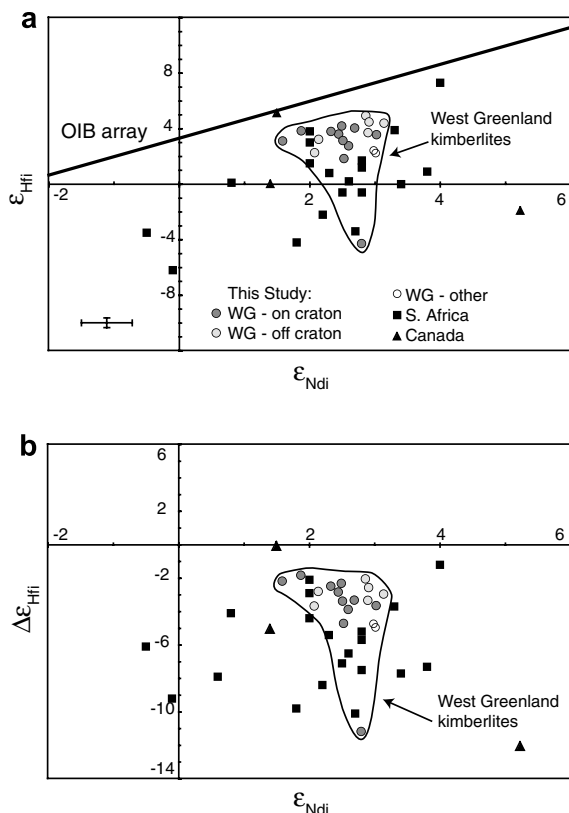 a
8
4
OIB array
West Greenland
kimberlites
-2
2
4
6
εHfi
-4
-8
This Study:
WG - on craton
WG - off craton
WG - other
S. Africa
Canada
εNdi
b
6
2
-2
2
4
6
-2
ΔεHfi
-6
-10
West Greenland
kimberlites
-14
εNdi